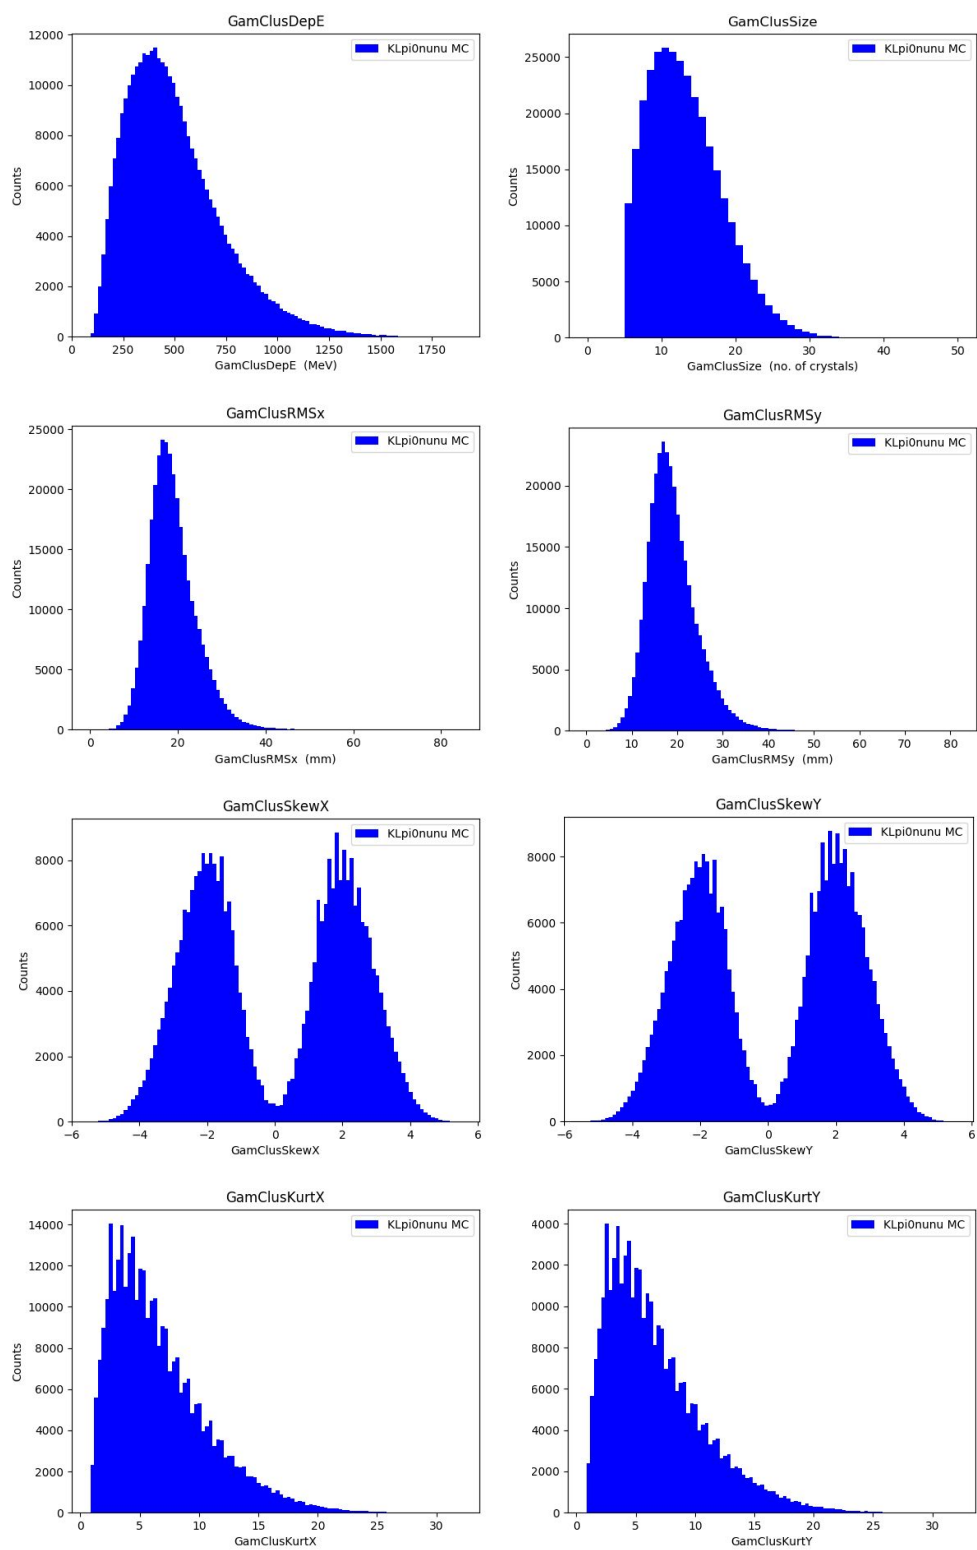 GamClusDepE
KLpi0nunu MC
Counts
12000
10000
8000
6000
4000
2000
0
0 250 500 750 1000 1250 1500 1750
GamClusDepE (MeV)
GamClusSize
KLpi0nunu MC
Counts
25000
20000
15000
10000
5000
0
0 10 20 30 40 50
GamClusSize (no. of crystals)
GamClusRMSx
KLpi0nunu MC
Counts
25000
20000
15000
10000
5000
0
0 20 40 60 80
GamClusRMSx (mm)
GamClusRMSy
KLpi0nunu MC
Counts
20000
15000
10000
5000
0
0 10 20 30 40 50 60 70 80
GamClusRMSy (mm)
GamClusSkewX
KLpi0nunu MC
Counts
8000
6000
4000
2000
0
−6 −4 −2 0 2 4 6
GamClusSkewX
GamClusSkewY
KLpi0nunu MC
Counts
8000
6000
4000
2000
0
−6 −4 −2 0 2 4 6
GamClusSkewY
GamClusKurtX
KLpi0nunu MC
Counts
14000
12000
10000
8000
6000
4000
2000
0
0 5 10 15 20 25 30
GamClusKurtX
GamClusKurtY
KLpi0nunu MC
4000
2000
0000
8000
6000
4000
2000
0
0 5 10 15 20 25 30
GamClusKurtY